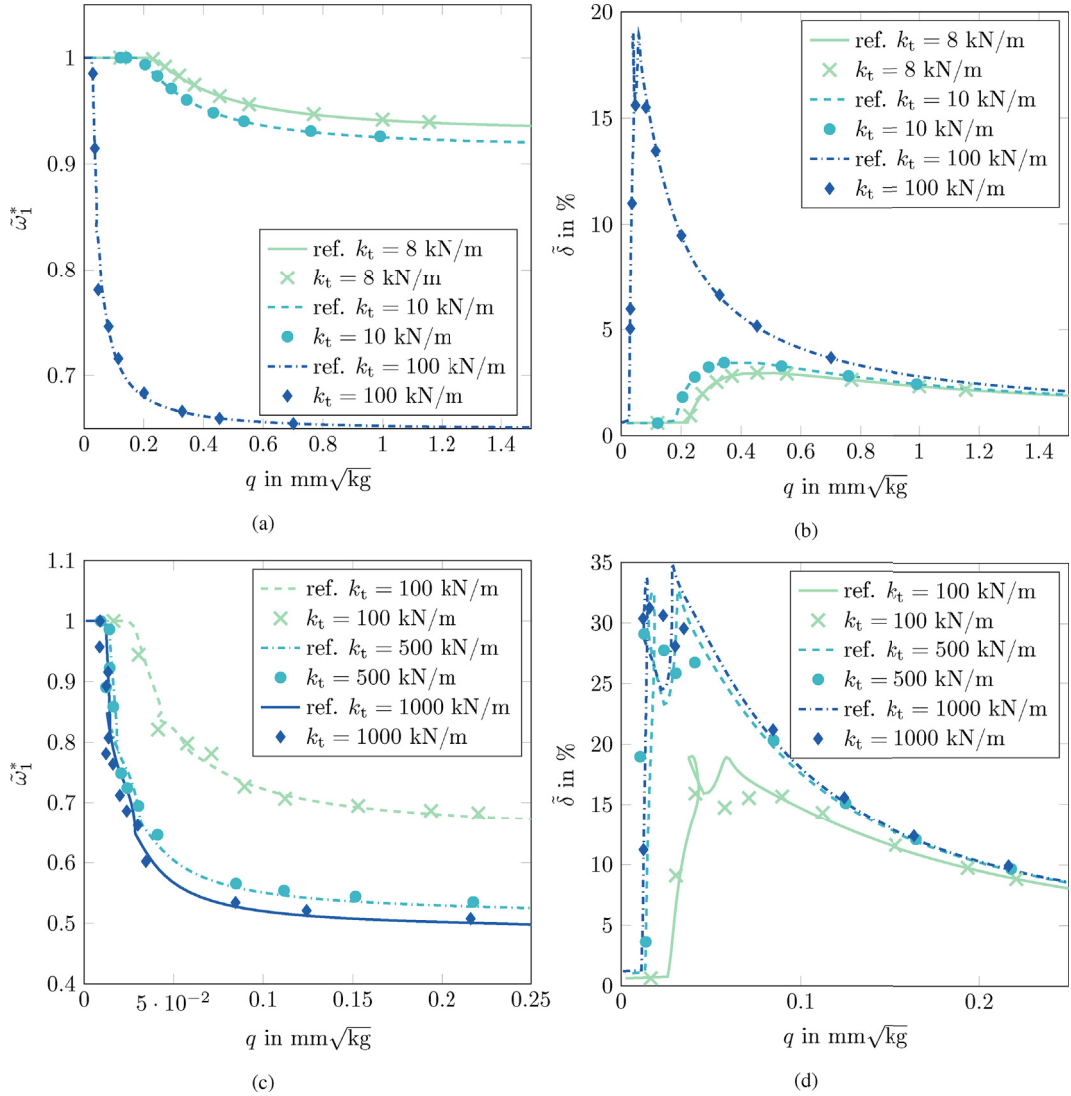 1
0.9
0.8
0.7
ω̃₁*
0 0.2 0.4 0.6 0.8 1 1.2 1.4
q in mm√kg
ref. kₜ = 8 kN/m
kₜ = 8 kN/m
ref. kₜ = 10 kN/m
kₜ = 10 kN/m
ref. kₜ = 100 kN/m
kₜ = 100 kN/m
(a)
20
15
10
5
0
δ̃ in %
0 0.2 0.4 0.6 0.8 1 1.2 1.4
q in mm√kg
ref. kₜ = 8 kN/m
kₜ = 8 kN/m
ref. kₜ = 10 kN/m
kₜ = 10 kN/m
ref. kₜ = 100 kN/m
kₜ = 100 kN/m
(b)
1.1
1
0.9
0.8
0.7
0.6
0.5
0.4
ω̃₁*
0 5 · 10⁻² 0.1 0.15 0.2 0.25
q in mm√kg
ref. kₜ = 100 kN/m
kₜ = 100 kN/m
ref. kₜ = 500 kN/m
kₜ = 500 kN/m
ref. kₜ = 1000 kN/m
kₜ = 1000 kN/m
(c)
35
30
25
20
15
10
5
0
δ̃ in %
0 0.1 0.2
q in mm√kg
ref. kₜ = 100 kN/m
kₜ = 100 kN/m
ref. kₜ = 500 kN/m
kₜ = 500 kN/m
ref. kₜ = 1000 kN/m
kₜ = 1000 kN/m
(d)